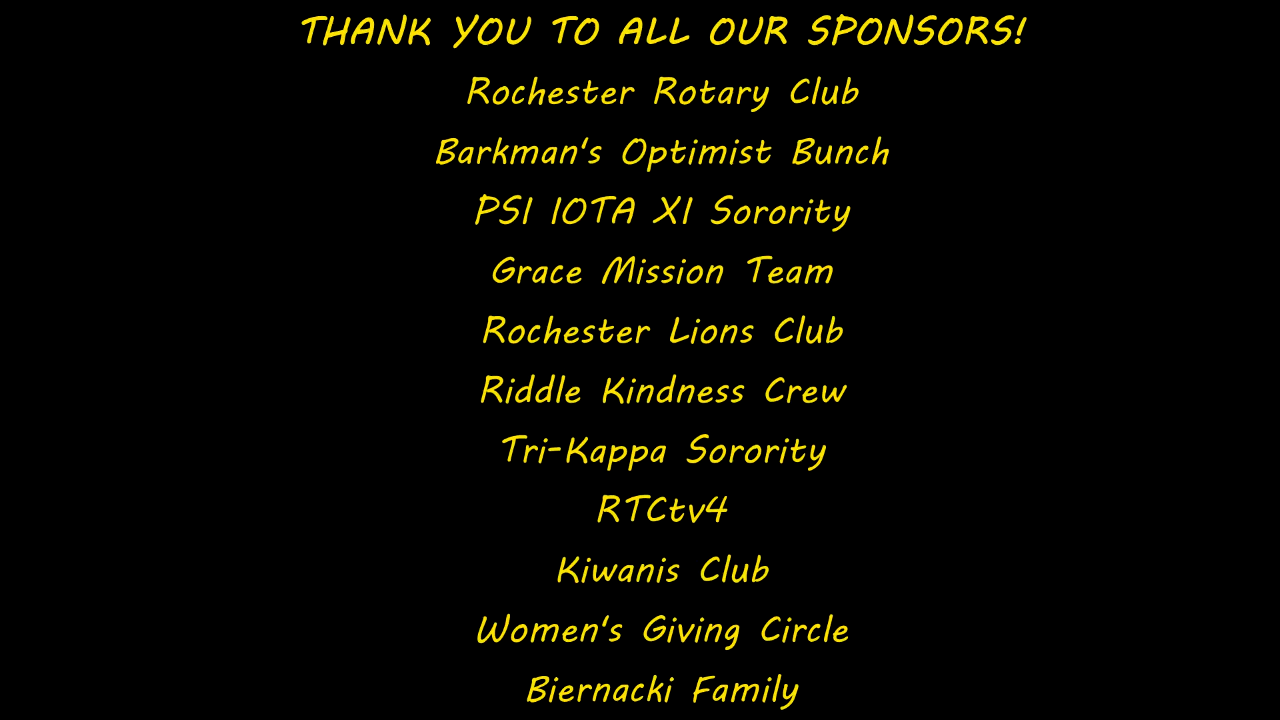 THANK YOU TO ALL OUR SPONSORS!
Rochester Rotary Club
Barkman's Optimist Bunch
PSI IOTA XI Sorority
Grace Mission Team
Rochester Lions Club
Riddle Kindness Crew
Tri-Kappa Sorority
RTCtv4
Kiwanis Club
Women's Giving Circle
Biernacki Family